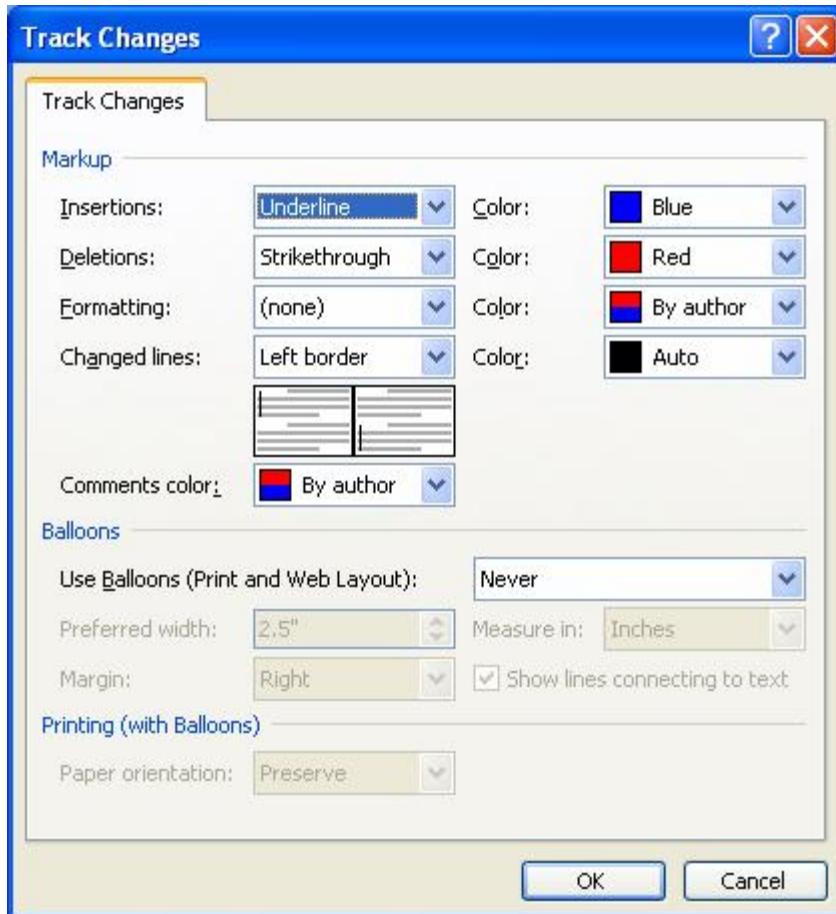 Track Changes
Track Changes
Markup
Insertions: Underline Color: Blue
Deletions: Strikethrough Color: Red
Formatting: (none) Color: By author
Changed lines: Left border Color: Auto
Comments color: By author
Balloons
Use Balloons (Print and Web Layout): Never
Preferred width: 2.5" Measure in: Inches
Margin: Right Show lines connecting to text
Printing (with Balloons)
Paper orientation: Preserve
OK Cancel